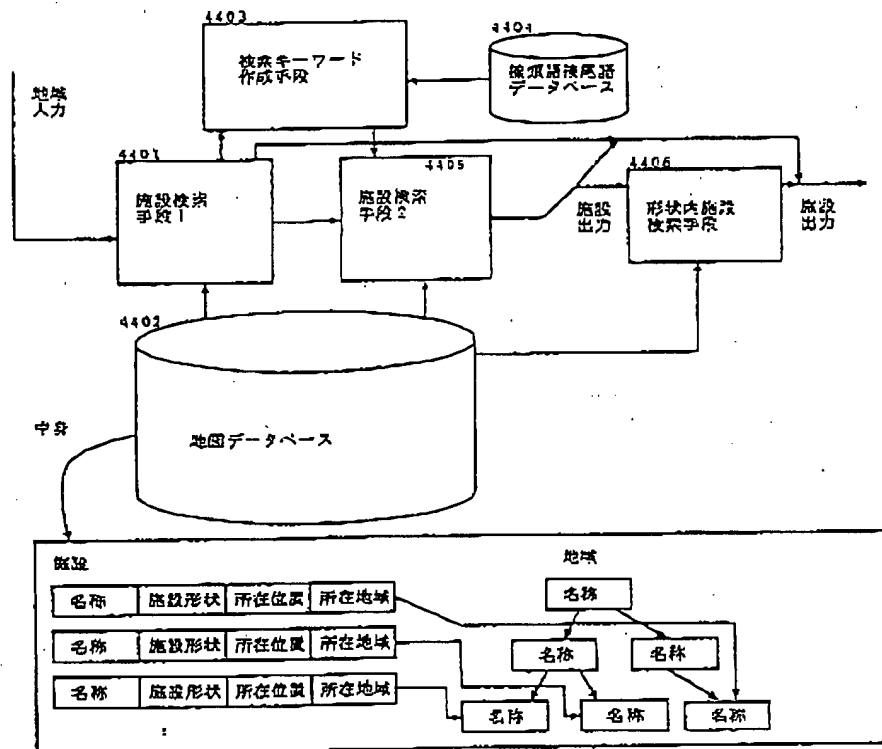 4403
検索キーワード
作成手段
4404
接頭語接尾語
データベース
地域
入力
4401
施設検索
手段1
4405
施設検索
手段2
施設
出力
4406
形状内施設
検索手段
施設
出力
4402
地図データベース
中身
施設
地域
名称 施設形状 所在位置 所在地域
名称 施設形状 所在位置 所在地域
名称 施設形状 所在位置 所在地域
:
名称
名称 名称
名称 名称 名称